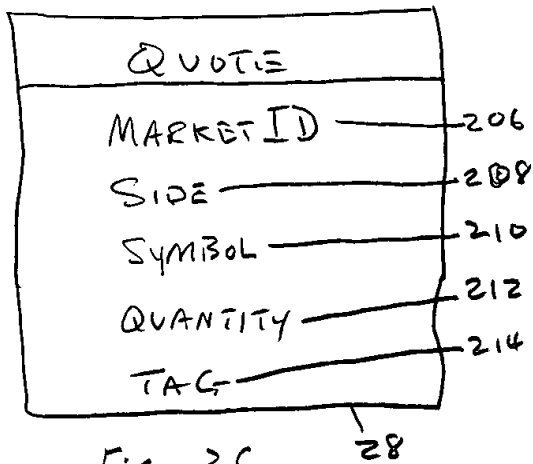 QUOTE
MARKET ID 206
SIDE 208
SYMBOL 210
QUANTITY 212
TAG 214
28